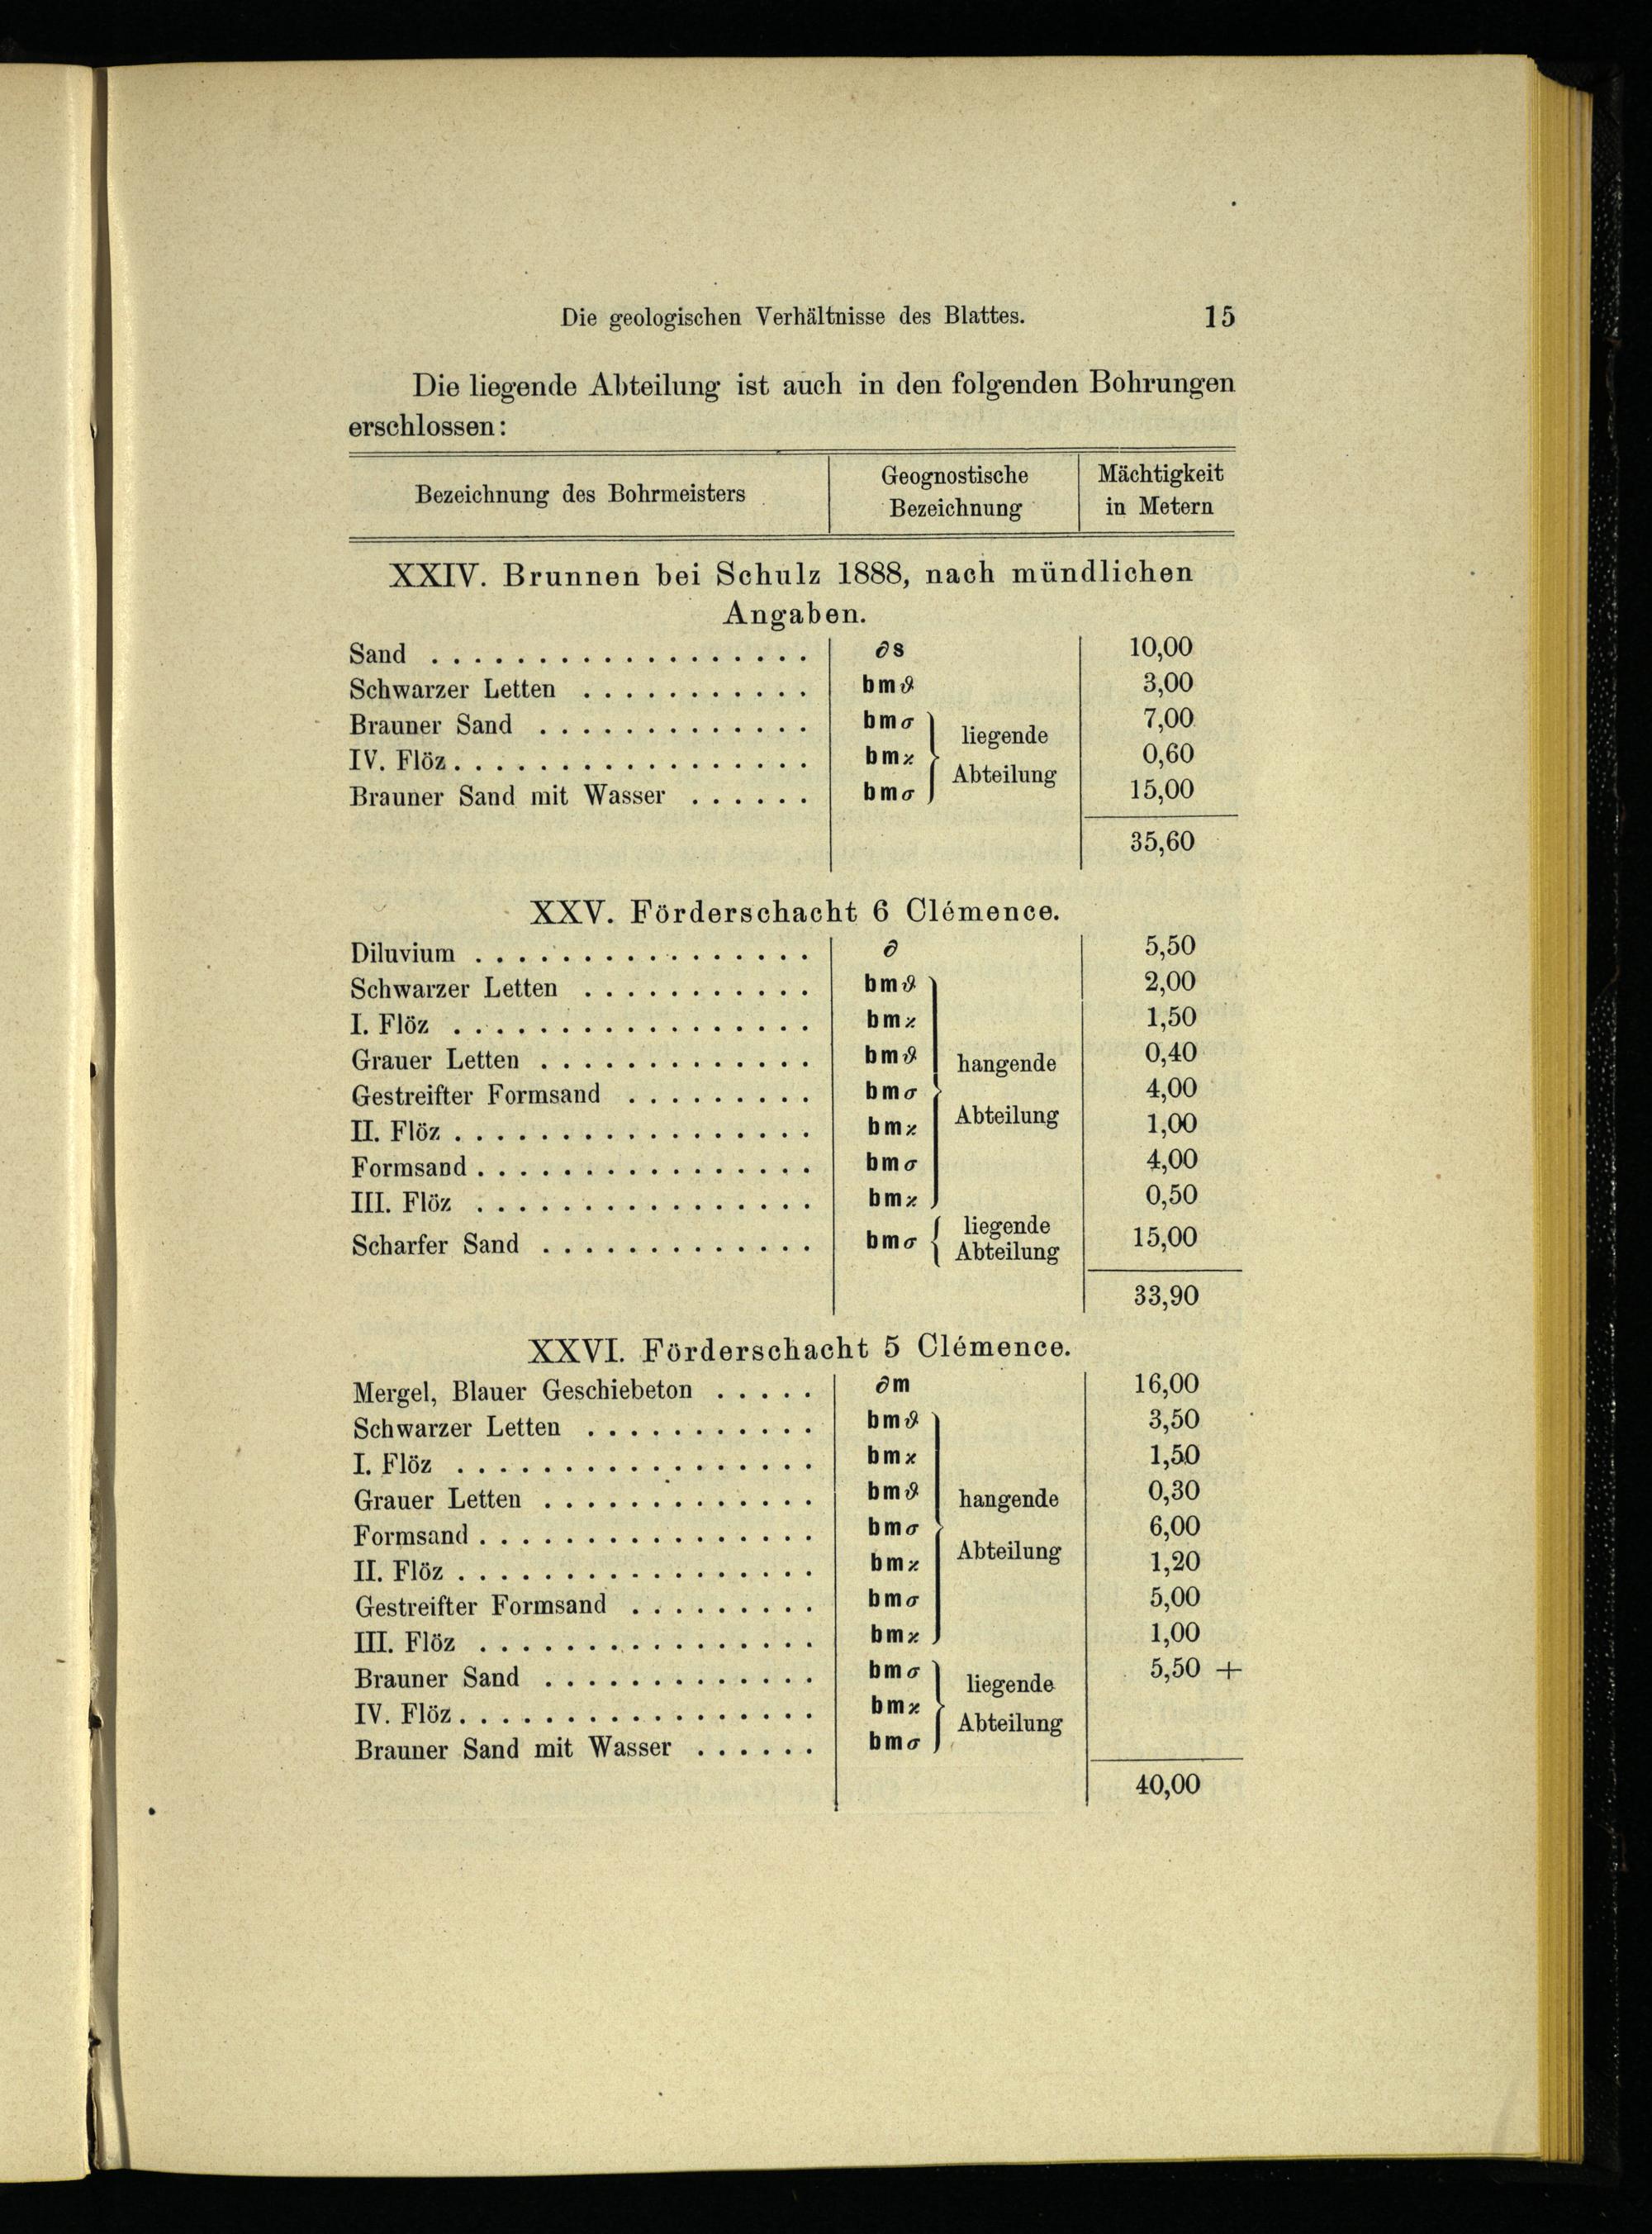 Die geologischen Verhältnisse des Blattes. 15
Die liegende Abteilung ist auch in den folgenden Bohrungen
erschlossen:
Bezeichnung des Bohrmeisters | Geognostische Bezeichnung | Mächtigkeit in Metern
XXIV. Brunnen bei Schulz 1888, nach mündlichen
Angaben.
Sand . . . . . . . . . . . . . . . . . . ∂s 10,00
Schwarzer Letten . . . . . . . . . . . bmϑ 3,00
Brauner Sand . . . . . . . . . . . . . bmσ 7,00
liegende
IV. Flöz . . . . . . . . . . . . . . . . . bmϰ 0,60
Abteilung
Brauner Sand mit Wasser . . . . . . bmσ 15,00
35,60
XXV. Förderschacht 6 Clémence.
Diluvium . . . . . . . . . . . . . . . . ∂ 5,50
Schwarzer Letten . . . . . . . . . . . bmϑ 2,00
I. Flöz . . . . . . . . . . . . . . . . . bmϰ 1,50
Grauer Letten . . . . . . . . . . . . . bmϑ hangende 0,40
Gestreifter Formsand . . . . . . . . . bmσ 4,00
II. Flöz . . . . . . . . . . . . . . . . . bmϰ Abteilung 1,00
Formsand . . . . . . . . . . . . . . . . bmσ 4,00
III. Flöz . . . . . . . . . . . . . . . . bmϰ 0,50
Scharfer Sand . . . . . . . . . . . . . bmσ liegende Abteilung 15,00
33,90
XXVI. Förderschacht 5 Clémence.
Mergel, Blauer Geschiebeton . . . . . ∂m 16,00
Schwarzer Letten . . . . . . . . . . . bmϑ 3,50
I. Flöz . . . . . . . . . . . . . . . . . bmϰ 1,50
Grauer Letten . . . . . . . . . . . . . bmϑ hangende 0,30
Formsand . . . . . . . . . . . . . . . . bmσ 6,00
II. Flöz . . . . . . . . . . . . . . . . . bmϰ Abteilung 1,20
Gestreifter Formsand . . . . . . . . . bmσ 5,00
III. Flöz . . . . . . . . . . . . . . . . bmϰ 1,00
Brauner Sand . . . . . . . . . . . . . bmσ 5,50 +
liegende
IV. Flöz . . . . . . . . . . . . . . . . . bmϰ
Abteilung
Brauner Sand mit Wasser . . . . . . bmσ
40,00